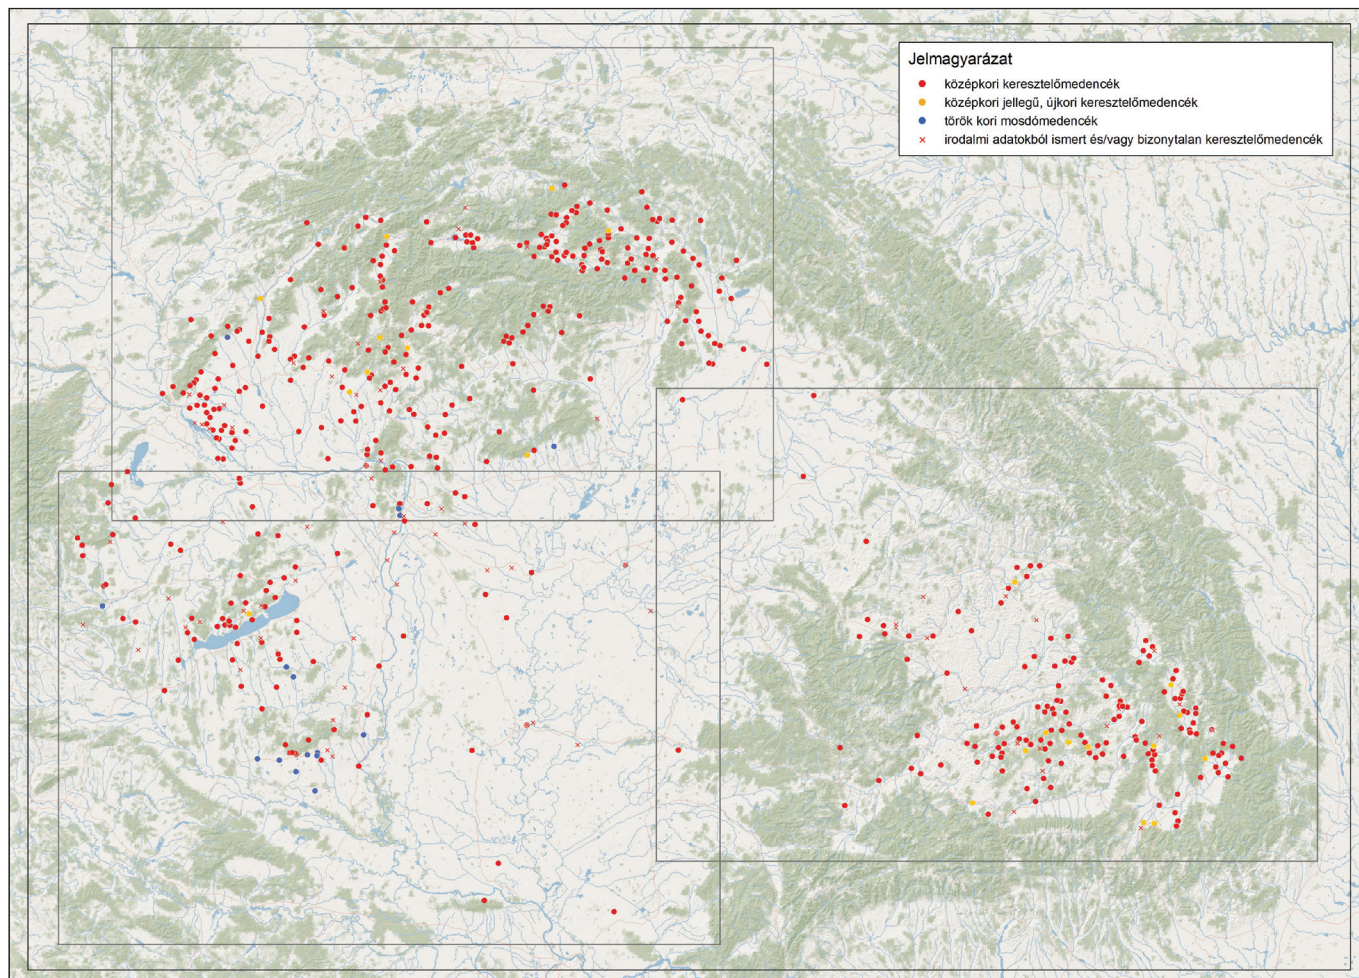 Jelmagyarázat
középkori keresztelőmedencék
középkori jellegű, újkori keresztelőmedencék
török kori mosdómedencék
irodalmi adatokból ismert és/vagy bizonytalan keresztelőmedencék